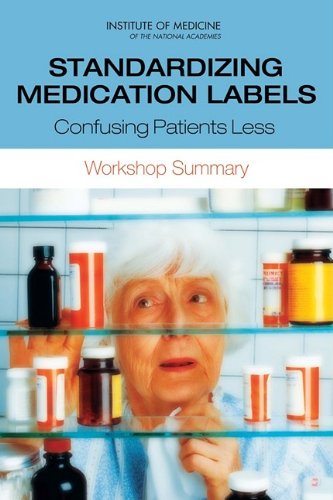 INSTITUTE OF MEDICINE
OF THE NATIONAL ACADEMIES
STANDARDIZING
MEDICATION LABELS
Confusing Patients Less
Workshop Summary